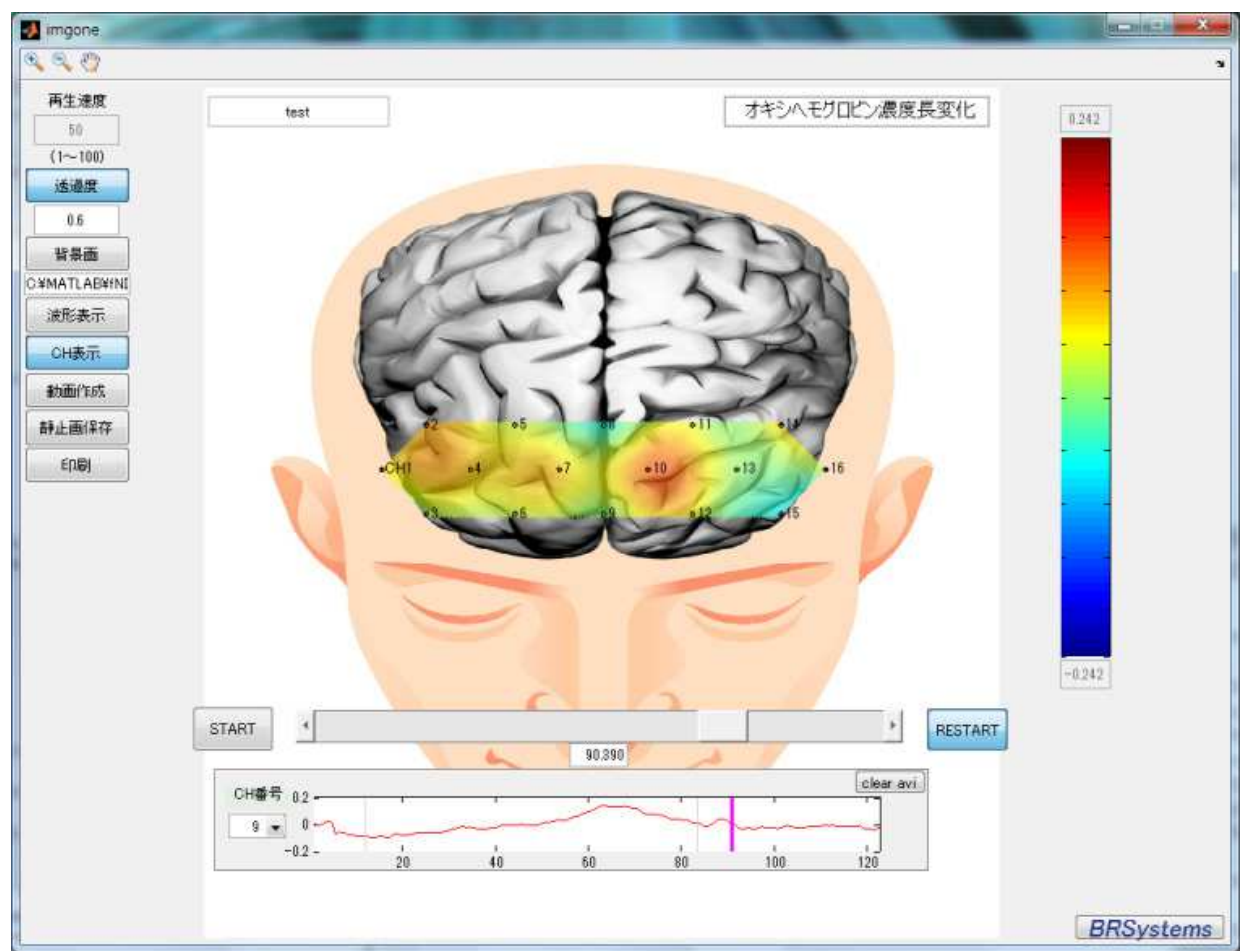 imgone
再生速度
50
(1～100)
透過度
0.6
背景画
C:¥MATLAB¥fNI
波形表示
CH表示
動画作成
静止画保存
印刷
test
オキシヘモグロビン濃度長変化
0.242
-0.242
2
5
8
11
14
CH1
4
7
10
13
16
3
6
9
12
15
START
90.390
RESTART
clear avi
CH番号
9
0.2
0
-0.2
20
40
60
80
100
120
BRSystems